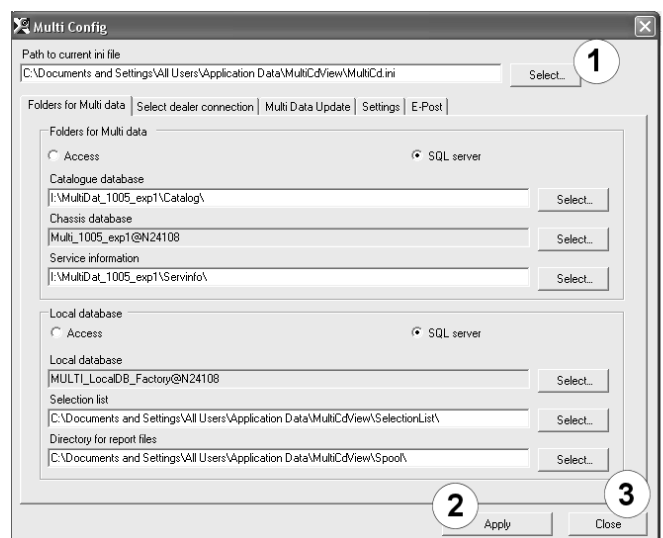 Multi Config
Path to current ini file
C:\Documents and Settings\All Users\Application Data\MultiCdView\MultiCd.ini
Select...
1
Folders for Multi data
Select dealer connection
Multi Data Update
Settings
E-Post
Folders for Multi data
Access
SQL server
Catalogue database
I:\MultiDat_1005_exp1\Catalog\
Select...
Chassis database
Multi_1005_exp1@N24108
Select...
Service information
I:\MultiDat_1005_exp1\Servinfo\
Select...
Local database
Access
SQL server
Local database
MULTI_LocalDB_Factory@N24108
Select...
Selection list
C:\Documents and Settings\All Users\Application Data\MultiCdView\SelectionList\
Select...
Directory for report files
C:\Documents and Settings\All Users\Application Data\MultiCdView\Spool\
Select...
2
3
Apply
Close